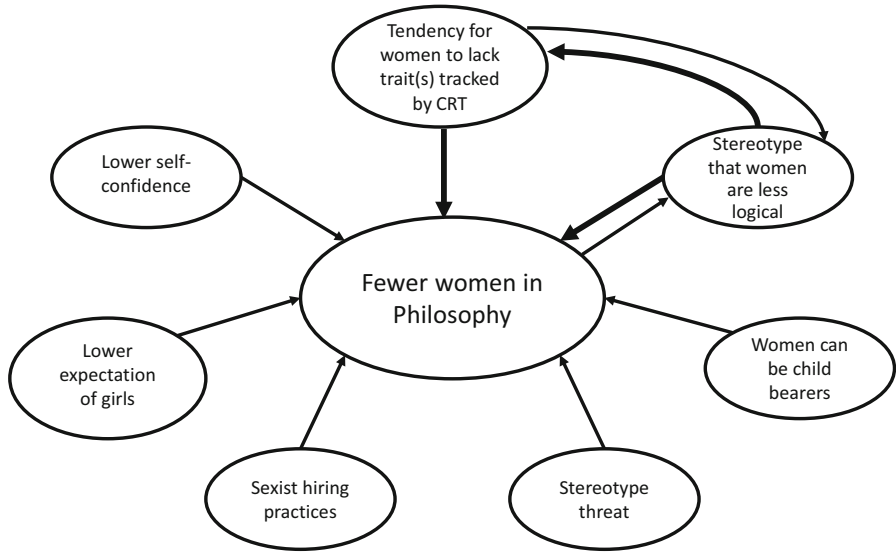 Tendency for
women to lack
trait(s) tracked
by CRT
Lower self-
confidence
Stereotype
that women
are less
logical
Fewer women in
Philosophy
Lower
expectation
of girls
Women can
be child
bearers
Sexist hiring
practices
Stereotype
threat